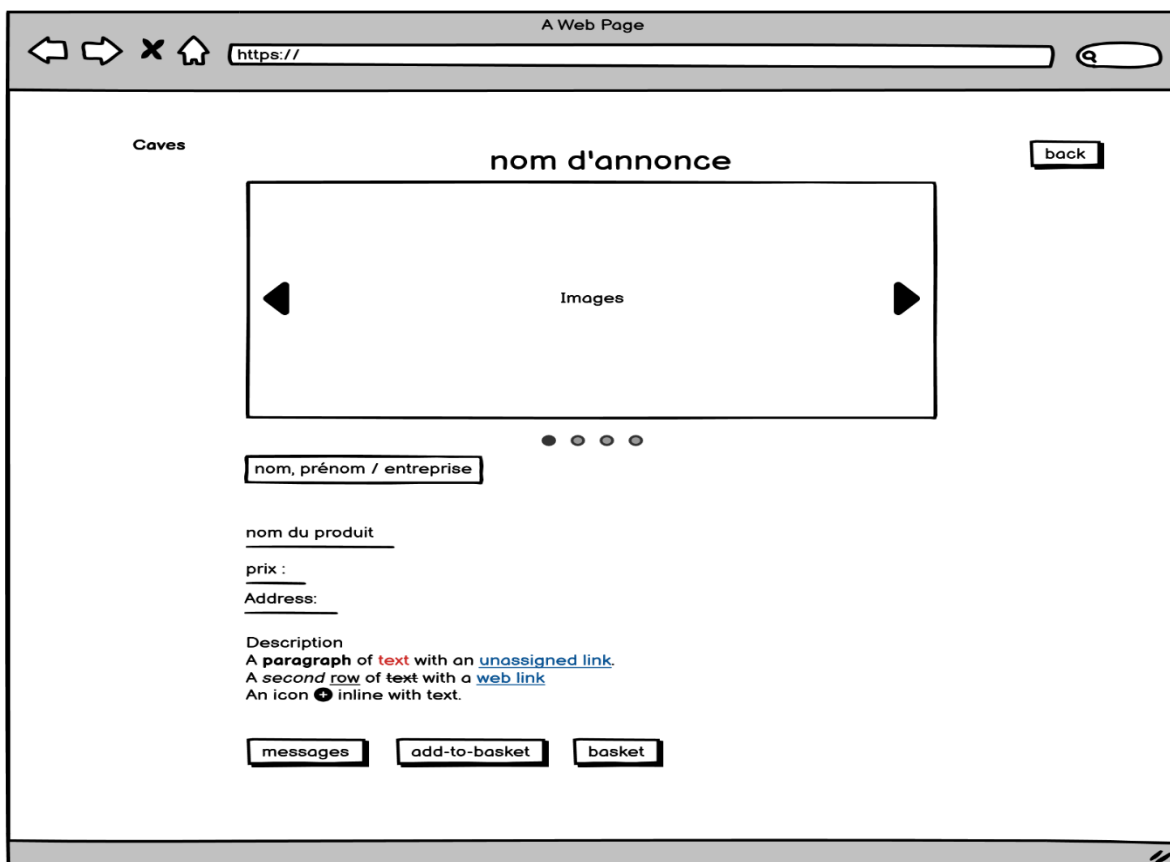 A Web Page
https://
Caves
back
nom d'annonce
Images
nom, prénom / entreprise
nom du produit
prix :
Address:
Description
A paragraph of text with an unassigned link.
A second row of text with a web link
An icon inline with text.
messages add-to-basket basket